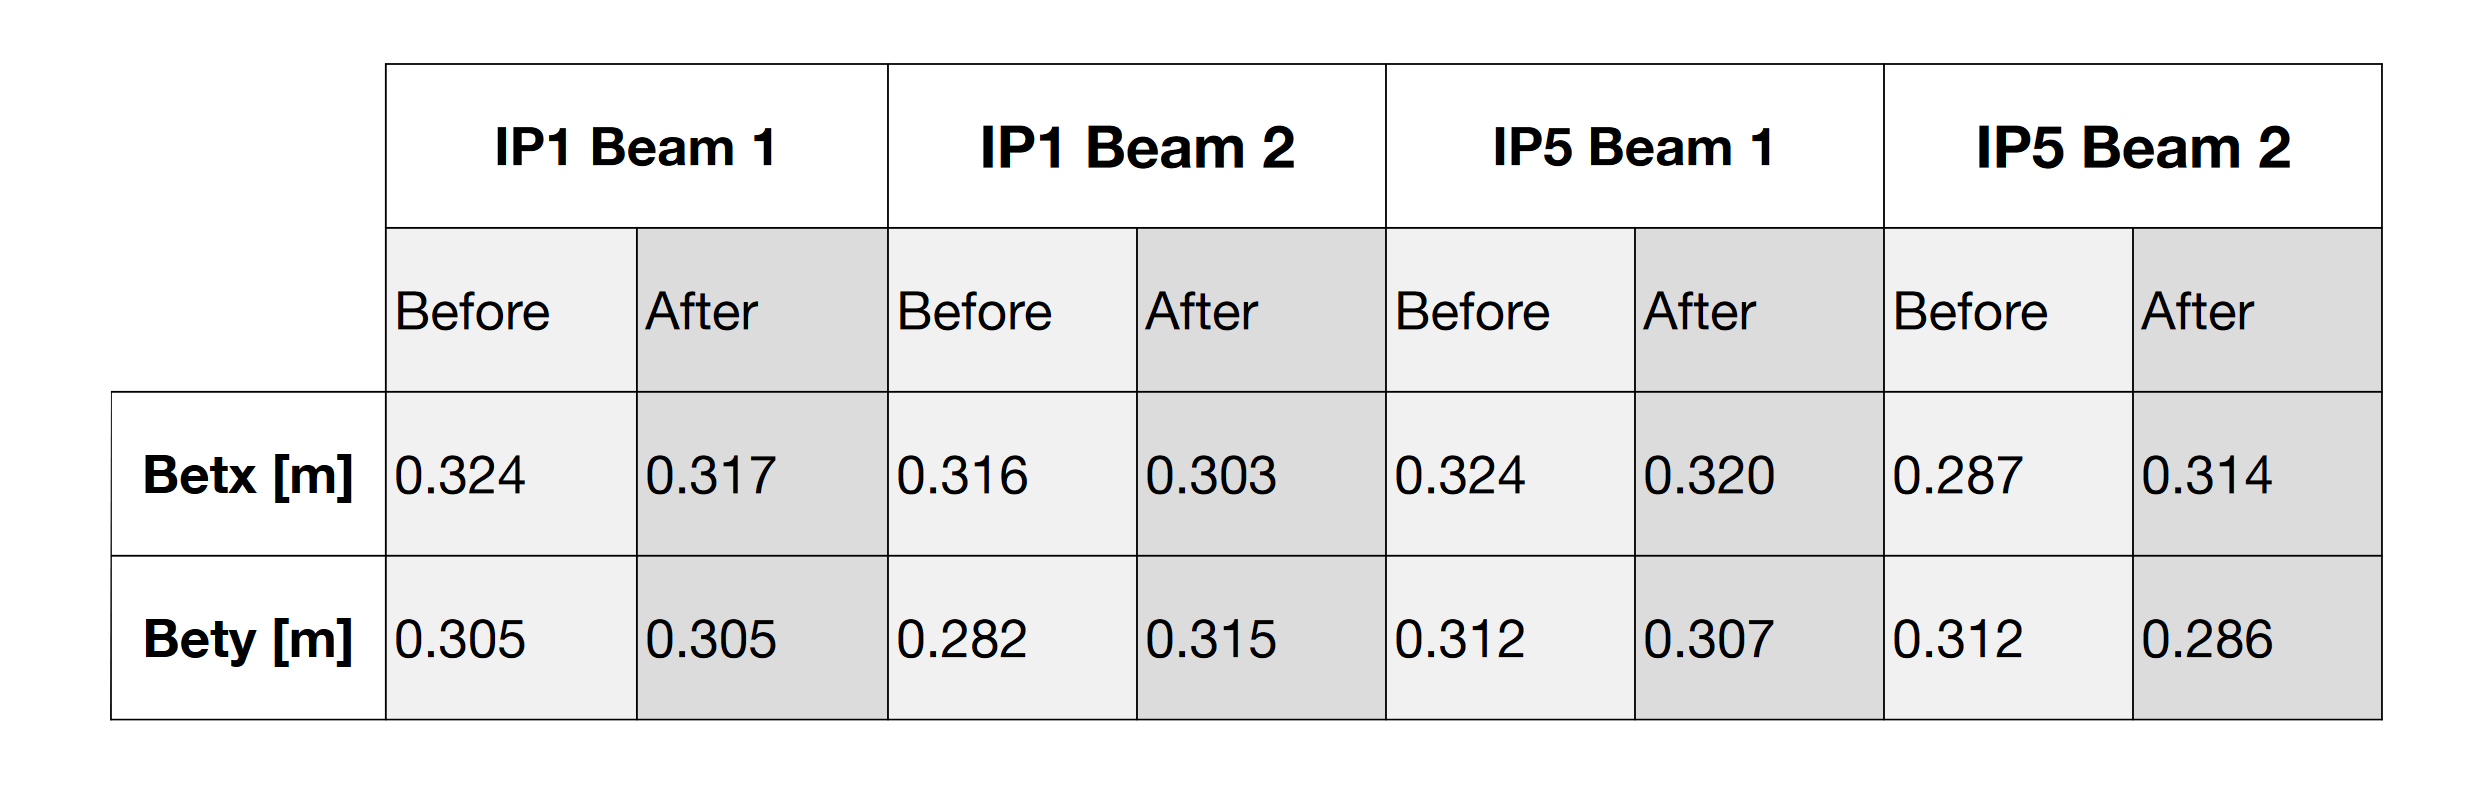 IP1 Beam 1 IP1 Beam 2 IP5 Beam 1 IP5 Beam 2
Before After Before After Before After Before After
Betx [m] 0.324 0.317 0.316 0.303 0.324 0.320 0.287 0.314
Bety [m] 0.305 0.305 0.282 0.315 0.312 0.307 0.312 0.286